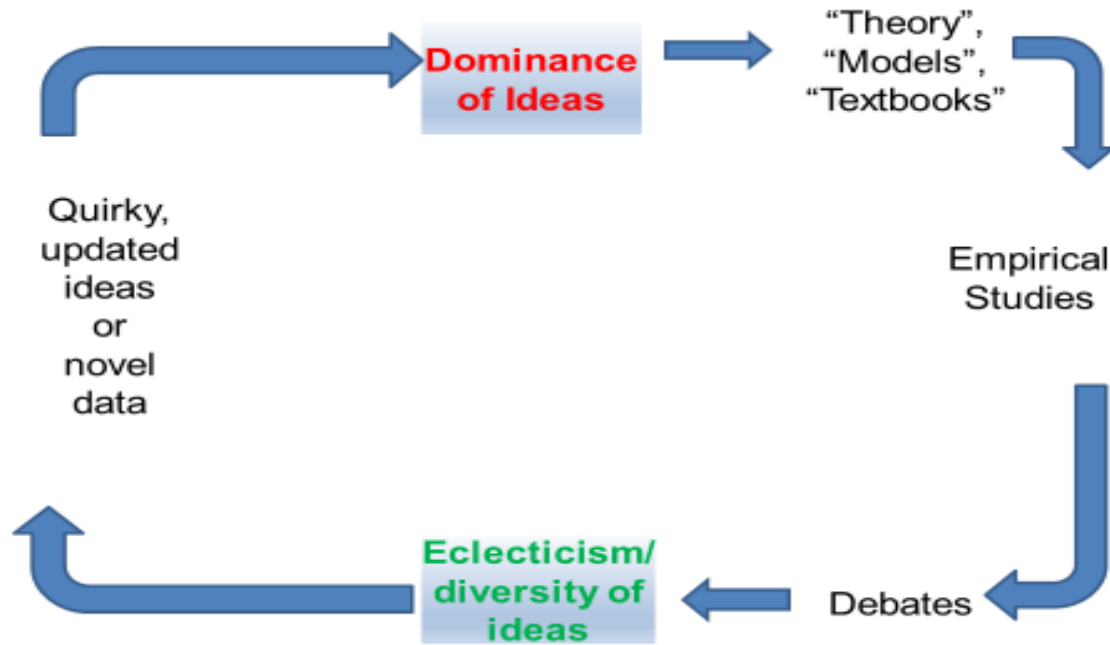 Dominance
of Ideas
“Theory”,
“Models”,
“Textbooks”
Empirical
Studies
Debates
Eclecticism/
diversity of
ideas
Quirky,
updated
ideas
or
novel
data